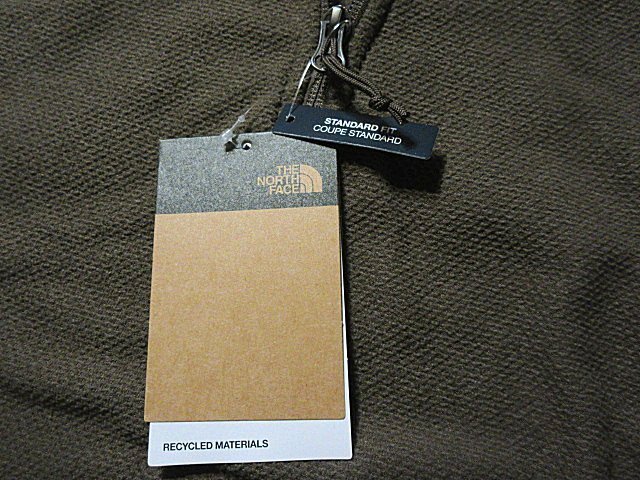 STANDARD FIT
COUPE STANDARD
THE
NORTH
FACE
RECYCLED MATERIALS